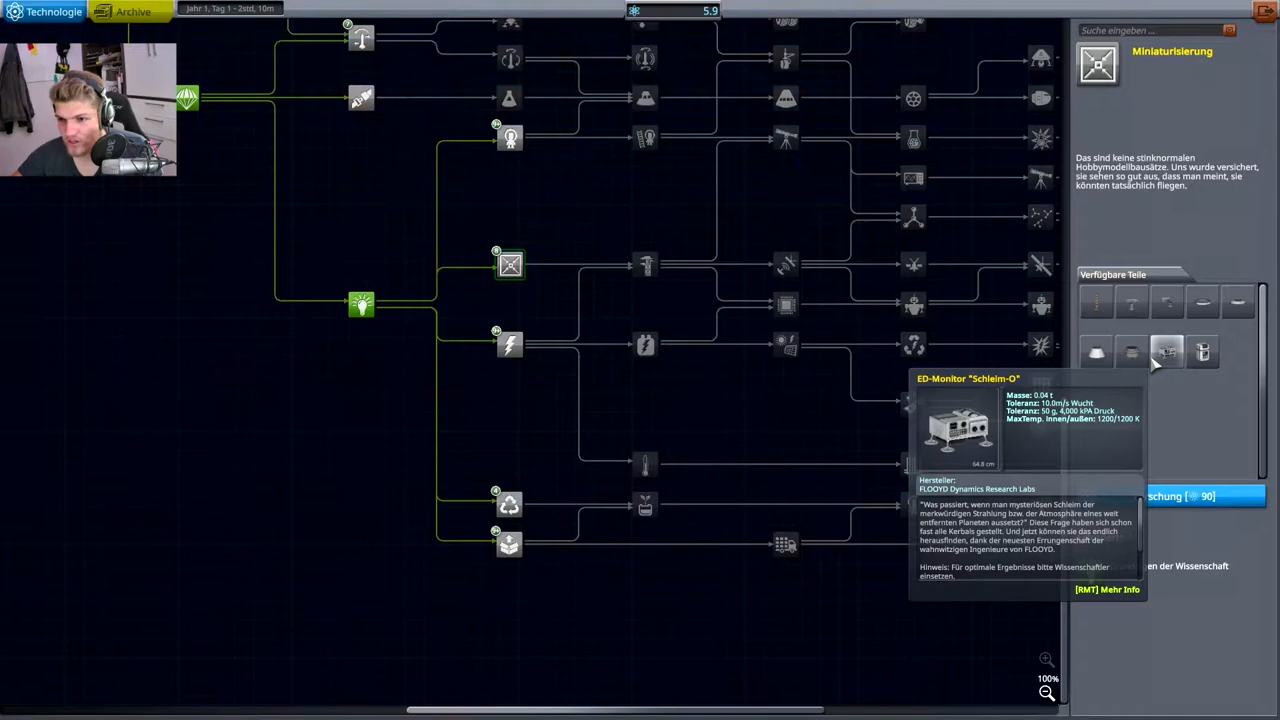 Technologie
Archive
Jahr 1, Tag 1 - 2std, 10m
5.9
Suche eingeben ...
Miniaturisierung
Das sind keine stinknormalen
Hobbymodellbausätze. Uns wurde versichert,
sie sehen so gut aus, dass man meint, sie
könnten tatsächlich fliegen.
Verfügbare Teile
ED-Monitor "Schleim-O"
Masse: 0.04 t
Toleranz: 10.0m/s Wucht
Toleranz: 50 g, 4,000 kPA Druck
MaxTemp. innen/außen: 1200/1200 K
64.8 cm
Hersteller:
FLOOYD Dynamics Research Labs
"Was passiert, wenn man mysteriösen Schleim der
merkwürdigen Strahlung bzw. der Atmosphäre eines weit
entfernten Planeten aussetzt?" Diese Frage haben sich schon
fast alle Kerbals gestellt. Und jetzt können sie das endlich
herausfinden, dank der neuesten Errungenschaft der
wahnwitzigen Ingenieure von FLOOYD.
Hinweis: Für optimale Ergebnisse bitte Wissenschaftler
einsetzen.
[RMT] Mehr Info
schung [90]
en der Wissenschaft
100%